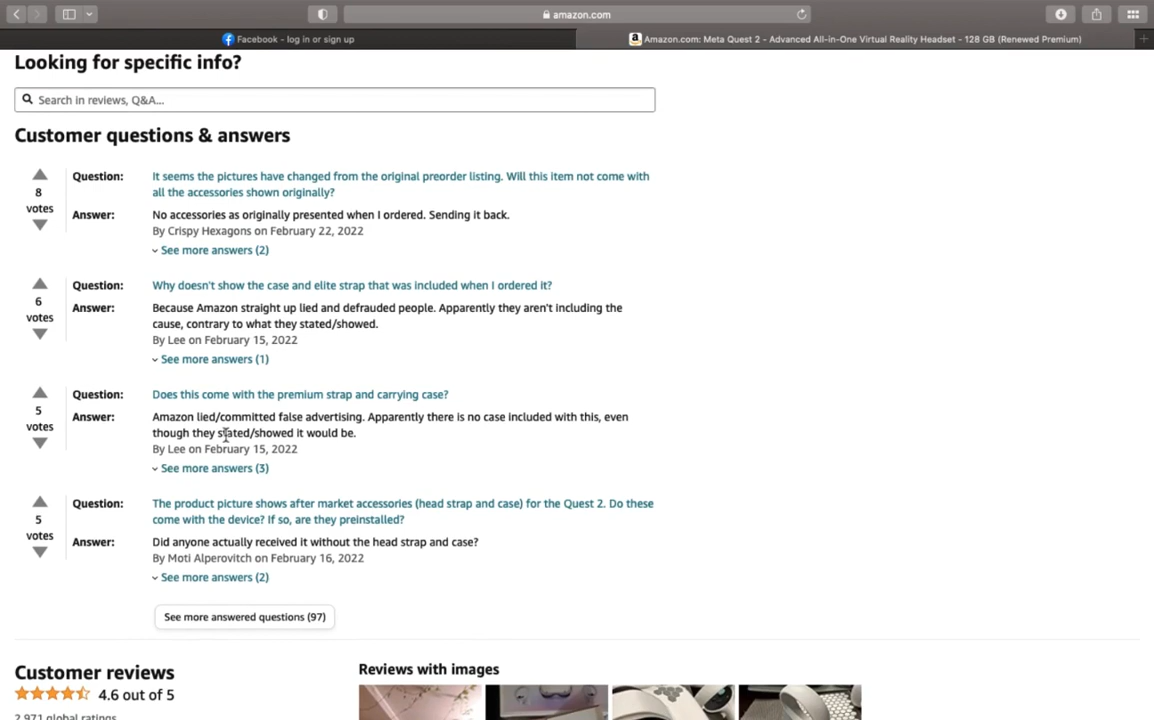 amazon.com
Facebook - log in or sign up
Amazon.com: Meta Quest 2 - Advanced All-in-One Virtual Reality Headset - 128 GB (Renewed Premium)
Looking for specific info?
Search in reviews, Q&A...
Customer questions & answers
8
votes
Question:
It seems the pictures have changed from the original preorder listing. Will this item not come with
all the accessories shown originally?
Answer:
No accessories as originally presented when I ordered. Sending it back.
By Crispy Hexagons on February 22, 2022
See more answers (2)
6
votes
Question:
Why doesn't show the case and elite strap that was included when I ordered it?
Answer:
Because Amazon straight up lied and defrauded people. Apparently they aren't including the
cause, contrary to what they stated/showed.
By Lee on February 15, 2022
See more answers (1)
5
votes
Question:
Does this come with the premium strap and carrying case?
Answer:
Amazon lied/committed false advertising. Apparently there is no case included with this, even
though they stated/showed it would be.
By Lee on February 15, 2022
See more answers (3)
5
votes
Question:
The product picture shows after market accessories (head strap and case) for the Quest 2. Do these
come with the device? If so, are they preinstalled?
Answer:
Did anyone actually received it without the head strap and case?
By Moti Alperovitch on February 16, 2022
See more answers (2)
See more answered questions (97)
Customer reviews
4.6 out of 5
2,971 global ratings
Reviews with images